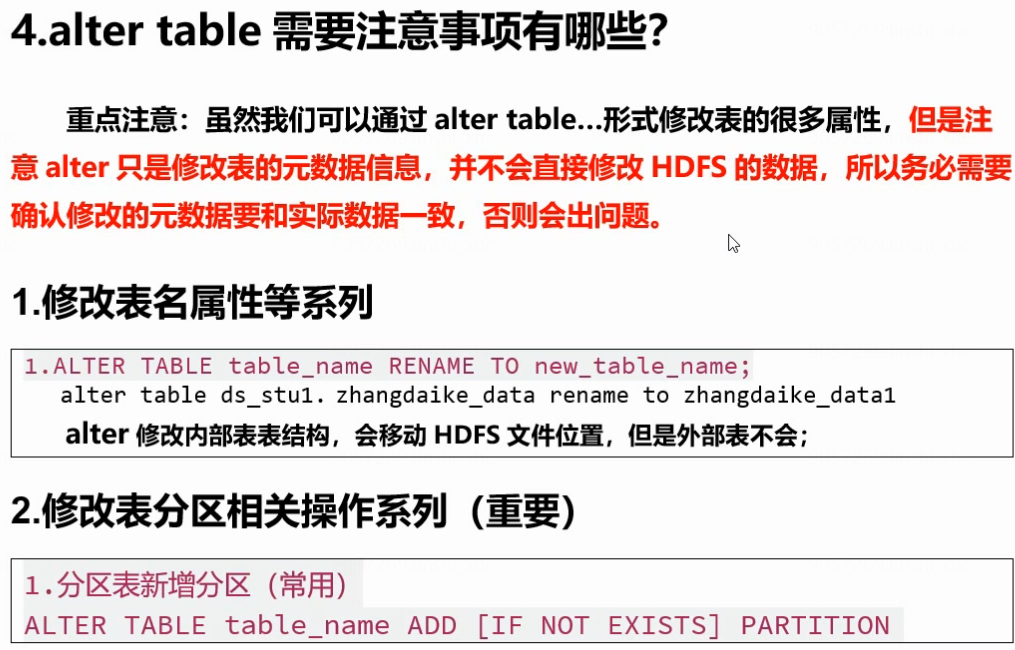 4.alter table 需要注意事项有哪些？
重点注意：虽然我们可以通过 alter table…形式修改表的很多属性，但是注
意 alter 只是修改表的元数据信息，并不会直接修改 HDFS 的数据，所以务必需要
确认修改的元数据要和实际数据一致，否则会出问题。
1.修改表名属性等系列
1.ALTER TABLE table_name RENAME TO new_table_name;
alter table ds_stu1. zhangdaike_data rename to zhangdaike_data1
alter 修改内部表表结构，会移动 HDFS 文件位置，但是外部表不会；
2.修改表分区相关操作系列（重要）
1.分区表新增分区（常用）
ALTER TABLE table_name ADD [IF NOT EXISTS] PARTITION